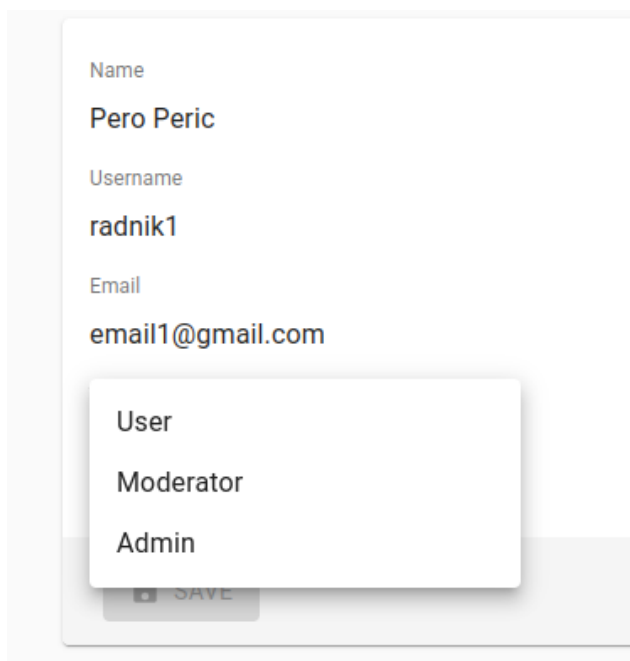 Name
Pero Peric
Username
radnik1
Email
email1@gmail.com
User
Moderator
Admin
SAVE